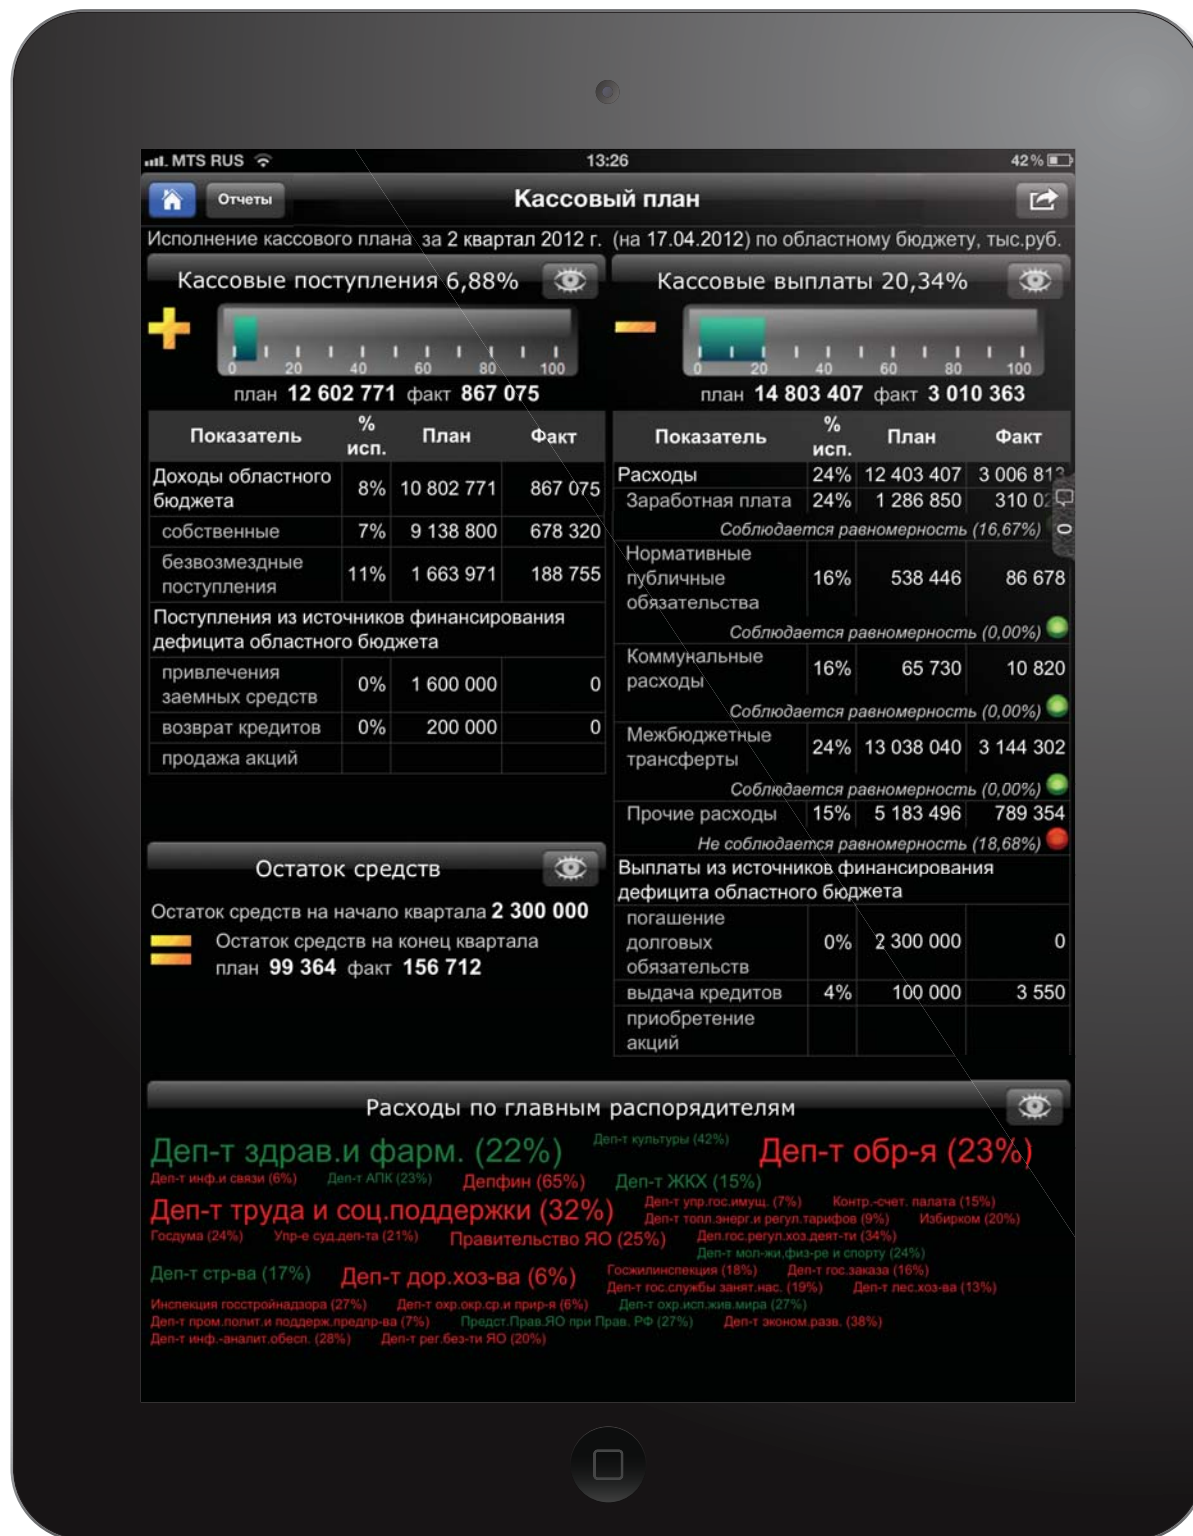 MTS RUS 13:26 42%
Отчеты Кассовый план
Исполнение кассового плана за 2 квартал 2012 г. (на 17.04.2012) по областному бюджету, тыс.руб.
Кассовые поступления 6,88%
0 20 40 60 80 100
план 12 602 771 факт 867 075
Показатель % исп. План Факт
Доходы областного
бюджета 8% 10 802 771 867 075
собственные 7% 9 138 800 678 320
безвозмездные
поступления 11% 1 663 971 188 755
Поступления из источников финансирования
дефицита областного бюджета
привлечения
заемных средств 0% 1 600 000 0
возврат кредитов 0% 200 000 0
продажа акций
Остаток средств
Остаток средств на начало квартала 2 300 000
Остаток средств на конец квартала
план 99 364 факт 156 712
Кассовые выплаты 20,34%
0 20 40 60 80 100
план 14 803 407 факт 3 010 363
Показатель % исп. План Факт
Расходы 24% 12 403 407 3 006 813
Заработная плата 24% 1 286 850 310
Соблюдается равномерность (16,67%)
Нормативные
публичные
обязательства 16% 538 446 86 678
Соблюдается равномерность (0,00%)
Коммунальные
расходы 16% 65 730 10 820
Соблюдается равномерность (0,00%)
Межбюджетные
трансферты 24% 13 038 040 3 144 302
Соблюдается равномерность (0,00%)
Прочие расходы 15% 5 183 496 789 354
Не соблюдается равномерность (18,68%)
Выплаты из источников финансирования
дефицита областного бюджета
погашение
долговых
обязательств 0% 2 300 000 0
выдача кредитов 4% 100 000 3 550
приобретение
акций
0
Расходы по главным распорядителям
Деп-т здрав.и фарм. (22%) Деп-т культуры (42%) Деп-т обр-я (23%)
Деп-т инф.и связи (6%) Деп-т АПК (23%) Депфин (65%) Деп-т ЖКХ (15%)
Деп-т труда и соц.поддержки (32%) Деп-т упр.гос.имущ. (7%) Контр.-счет. палата (15%)
Деп-т топл.энерг.и регул.тарифов (9%) Избирком (20%)
Госдума (24%) Упр-е суд.деп-та (21%) Правительство ЯО (25%) Деп.гос.регул.хоз.деят-ти (34%)
Деп-т мол-жи,физ-ре и спорту (24%)
Деп-т стр-ва (17%) Деп-т дор.хоз-ва (6%) Госжилинспекция (18%) Деп-т гос.заказа (16%)
Деп-т гос.службы занят.нас. (19%) Деп-т лес.хоз-ва (13%)
Инспекция госстройнадзора (27%) Деп-т охр.окр.ср.и прир-я (6%) Деп-т охр.исп.жив.мира (27%)
Деп-т пром.полит.и поддерж.предпр-ва (7%) Предст.Прав.ЯО при Прав. РФ (27%) Деп-т эконом.разв. (38%)
Деп-т инф.-аналит.обесп. (28%) Деп-т рег.без-ти ЯО (20%)